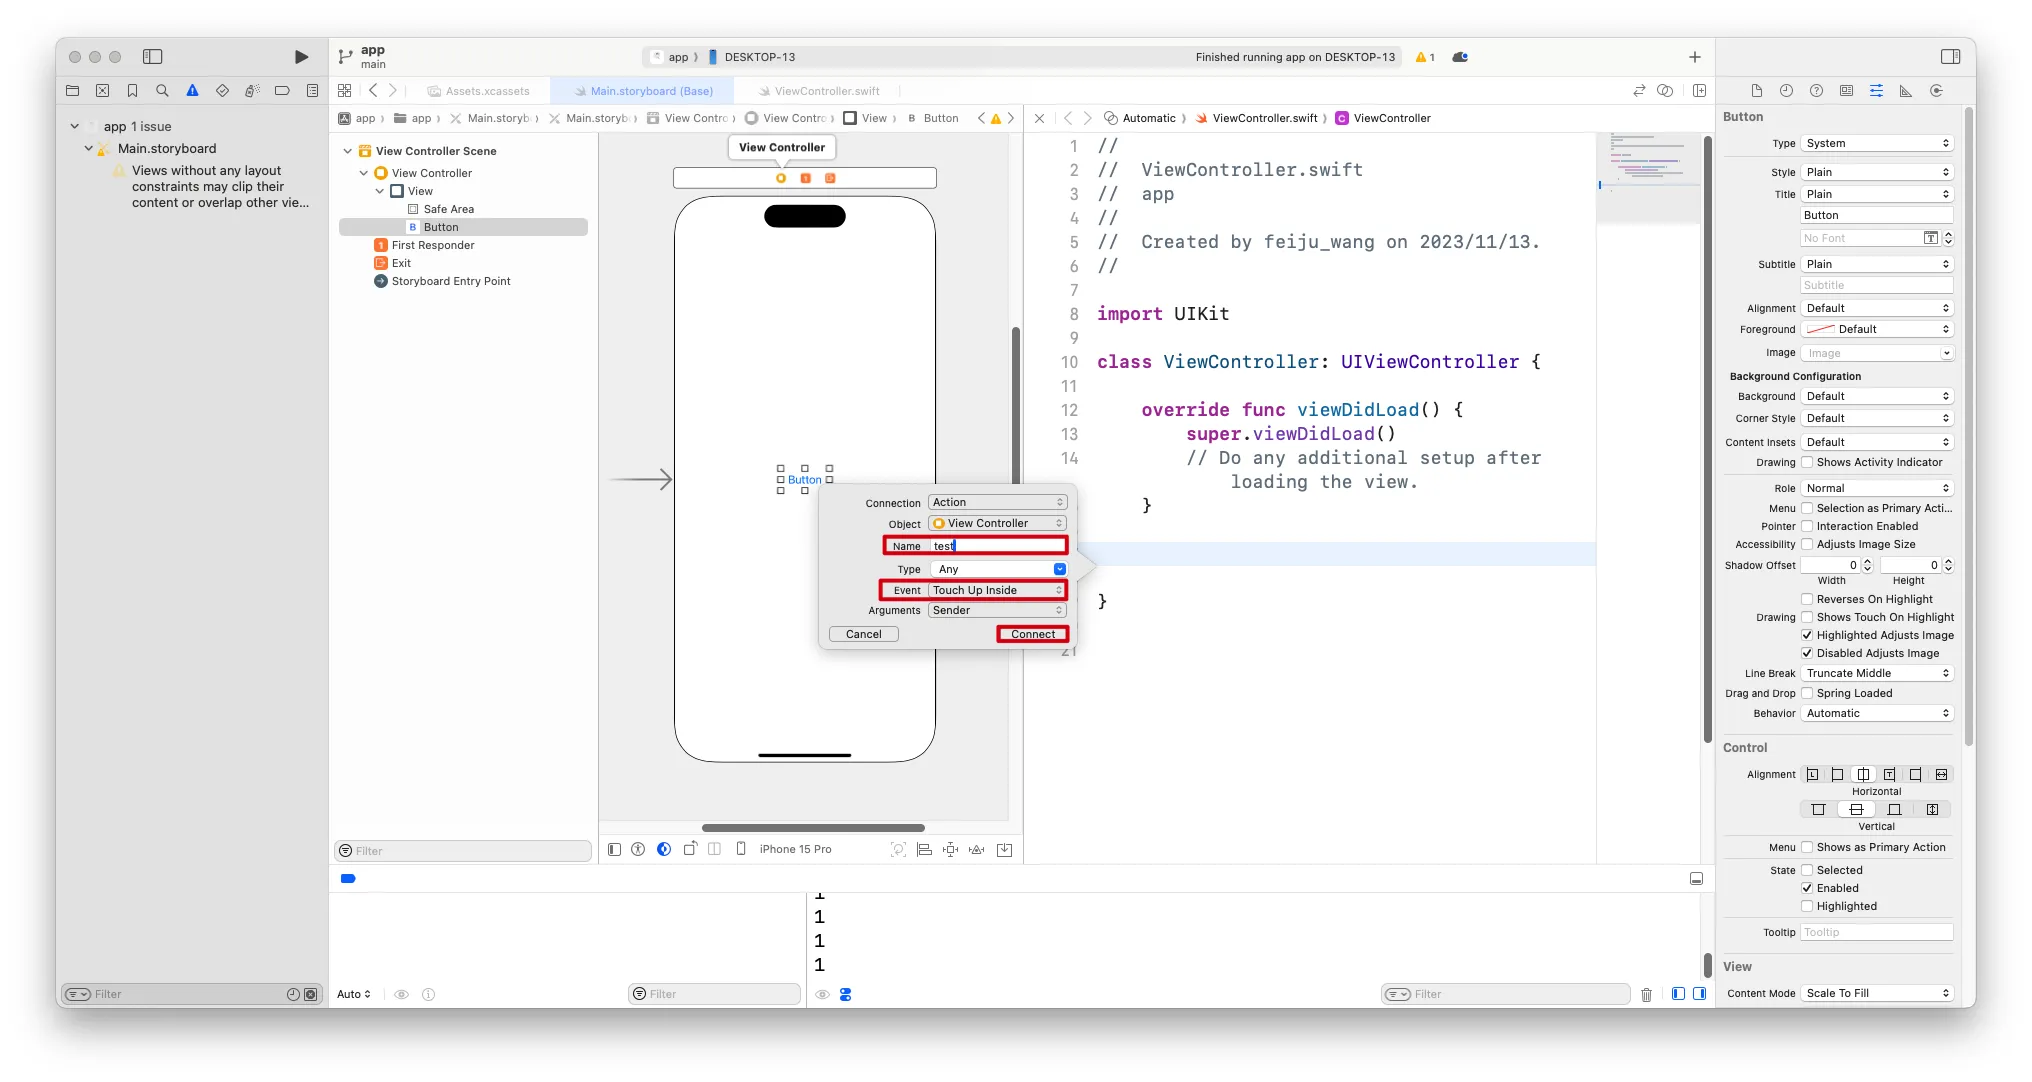 app
main
app
DESKTOP-13
Finished running app on DESKTOP-13
1
Assets.xcassets
Main.storyboard (Base)
ViewController.swift
app 1 issue
Main.storyboard
Views without any layout
constraints may clip their
content or overlap other vie...
Filter
app
app
Main.storyb
Main.storyb
View Contro
View Contro
View
B Button
View Controller Scene
View Controller
View
Safe Area
B Button
1 First Responder
Exit
Storyboard Entry Point
Filter
View Controller
1
Button
iPhone 15 Pro
Connection Action
Object View Controller
Name test
Type Any
Event Touch Up Inside
Arguments Sender
Cancel
Connect
Automatic
ViewController.swift
C ViewController
1 //
2 //  ViewController.swift
3 //  app
4 //
5 //  Created by feiju_wang on 2023/11/13.
6 //
7
8 import UIKit
9
10 class ViewController: UIViewController {
11
12 override func viewDidLoad() {
13 super.viewDidLoad()
14 // Do any additional setup after
loading the view.
}
}
21
1
1
1
1
Auto
Filter
Filter
Button
Type System
Style Plain
Title Plain
Button
No Font
Subtitle Plain
Subtitle
Alignment Default
Foreground Default
Image Image
Background Configuration
Background Default
Corner Style Default
Content Insets Default
Drawing Shows Activity Indicator
Role Normal
Menu Selection as Primary Acti...
Pointer Interaction Enabled
Accessibility Adjusts Image Size
Shadow Offset 0 0
Width Height
Reverses On Highlight
Drawing Shows Touch On Highlight
Highlighted Adjusts Image
Disabled Adjusts Image
Line Break Truncate Middle
Drag and Drop Spring Loaded
Behavior Automatic
Control
Alignment
Horizontal
Vertical
Menu Shows as Primary Action
State Selected
Enabled
Highlighted
Tooltip Tooltip
View
Content Mode Scale To Fill